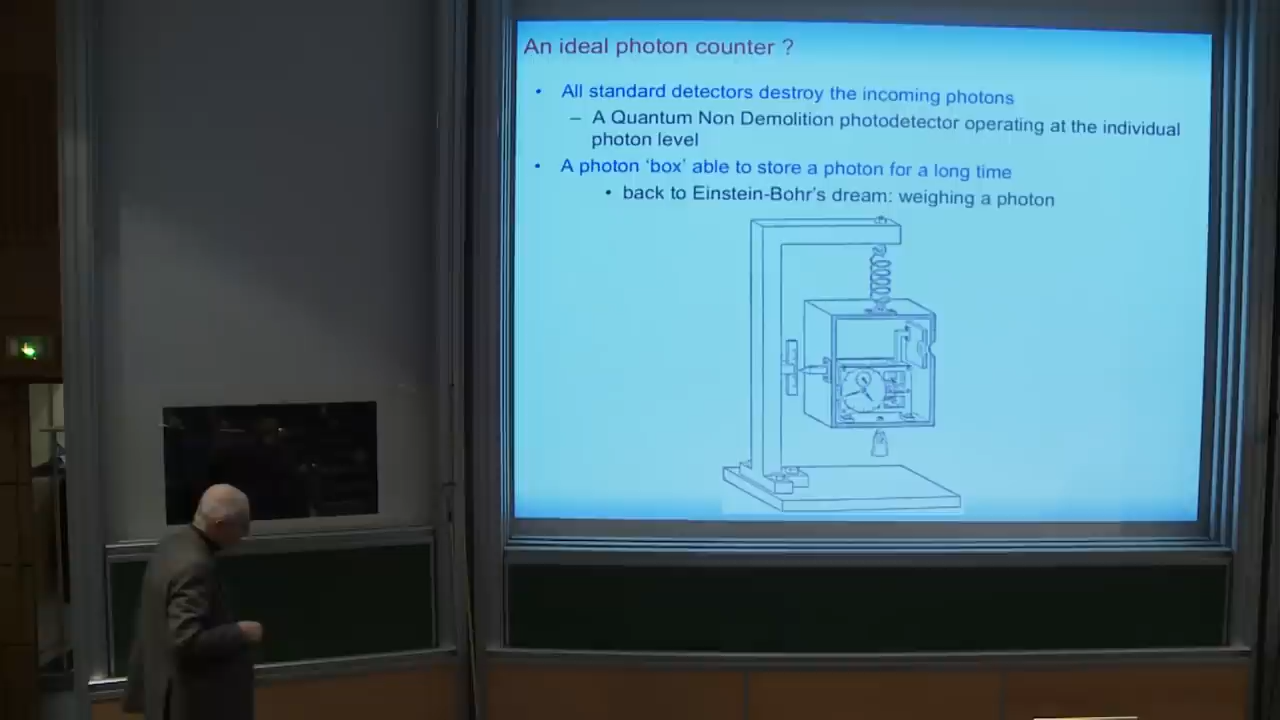 An ideal photon counter ?
• All standard detectors destroy the incoming photons
– A Quantum Non Demolition photodetector operating at the individual
photon level
• A photon ‘box’ able to store a photon for a long time
• back to Einstein-Bohr’s dream: weighing a photon